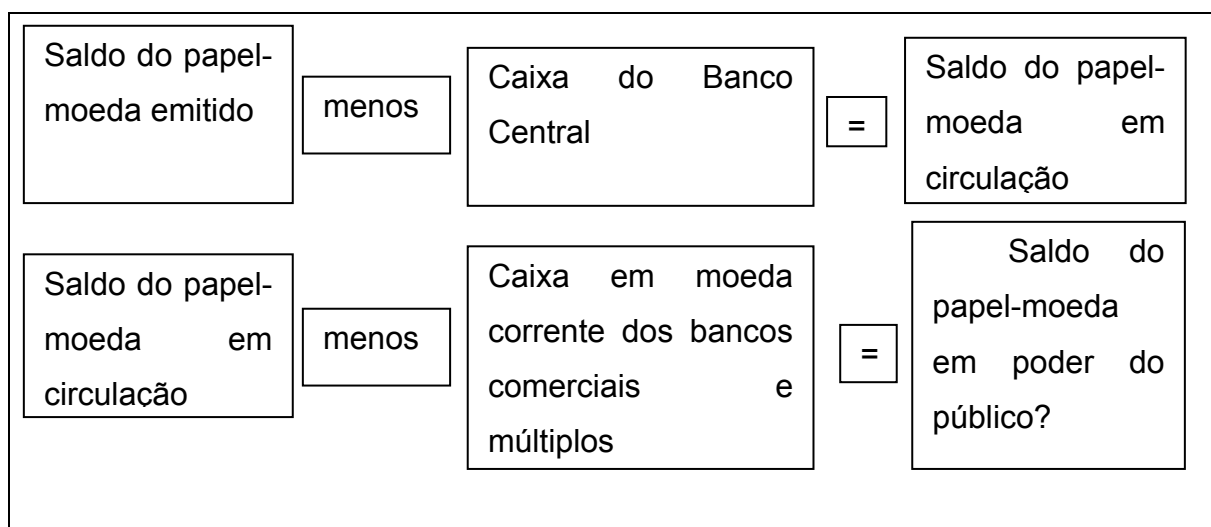 Saldo do papel-
moeda emitido
menos
Caixa do Banco
Central
=
Saldo do papel-
moeda em
circulação
Saldo do papel-
moeda em
circulação
menos
Caixa em moeda
corrente dos bancos
comerciais e
múltiplos
=
Saldo do
papel-moeda
em poder do
público?